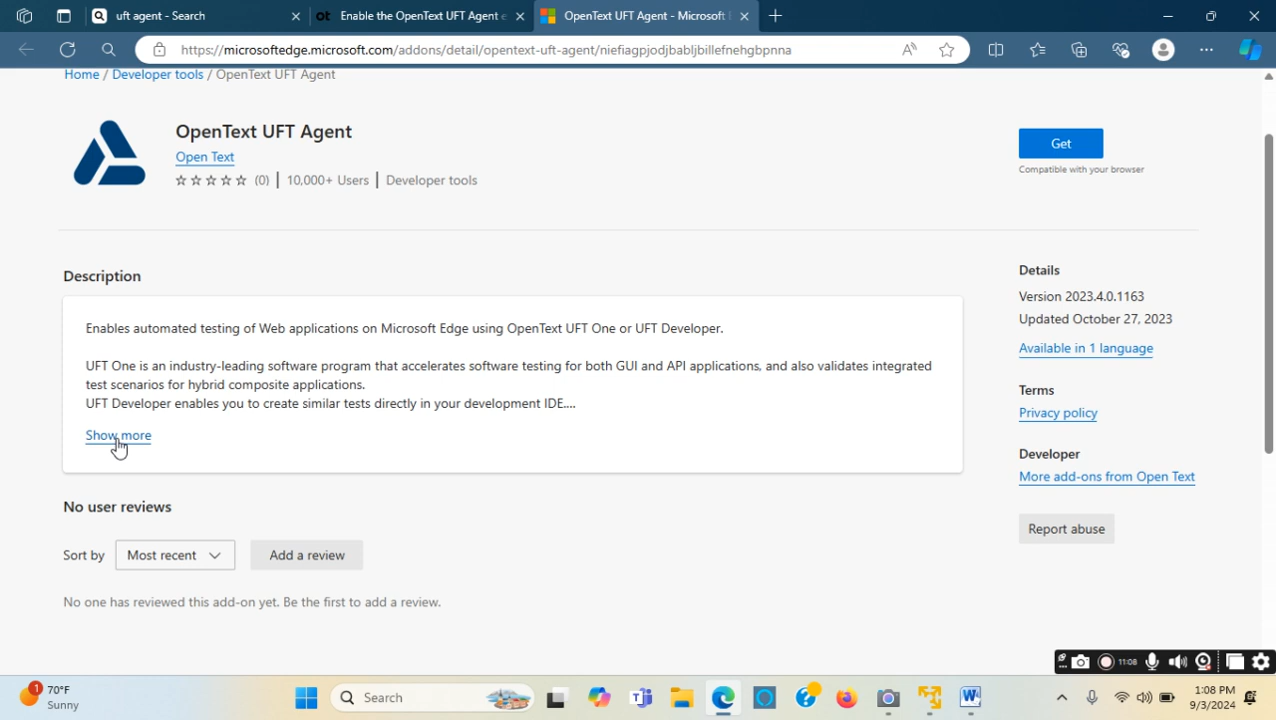 uft agent - Search
ot Enable the OpenText UFT Agent e
OpenText UFT Agent - Microsoft E
https://microsoftedge.microsoft.com/addons/detail/opentext-uft-agent/niefiagpjodjbabljbillefnehgbpnna
Home / Developer tools / OpenText UFT Agent
OpenText UFT Agent
Open Text
(0) | 10,000+ Users | Developer tools
Get
Compatible with your browser
Description
Enables automated testing of Web applications on Microsoft Edge using OpenText UFT One or UFT Developer.
UFT One is an industry-leading software program that accelerates software testing for both GUI and API applications, and also validates integrated
test scenarios for hybrid composite applications.
UFT Developer enables you to create similar tests directly in your development IDE....
Show more
Details
Version 2023.4.0.1163
Updated October 27, 2023
Available in 1 language
Terms
Privacy policy
Developer
More add-ons from Open Text
Report abuse
No user reviews
Sort by Most recent Add a review
No one has reviewed this add-on yet. Be the first to add a review.
11:08
1
70°F
Sunny
Search
1:08 PM
9/3/2024